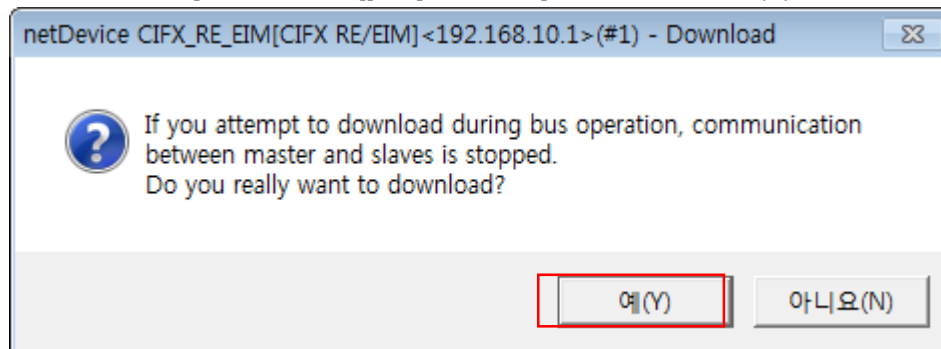 netDevice CIFX_RE_EIM[CIFX RE/EIM]<192.168.10.1>(#1) - Download
If you attempt to download during bus operation, communication
between master and slaves is stopped.
Do you really want to download?
예(Y) 아니요(N)